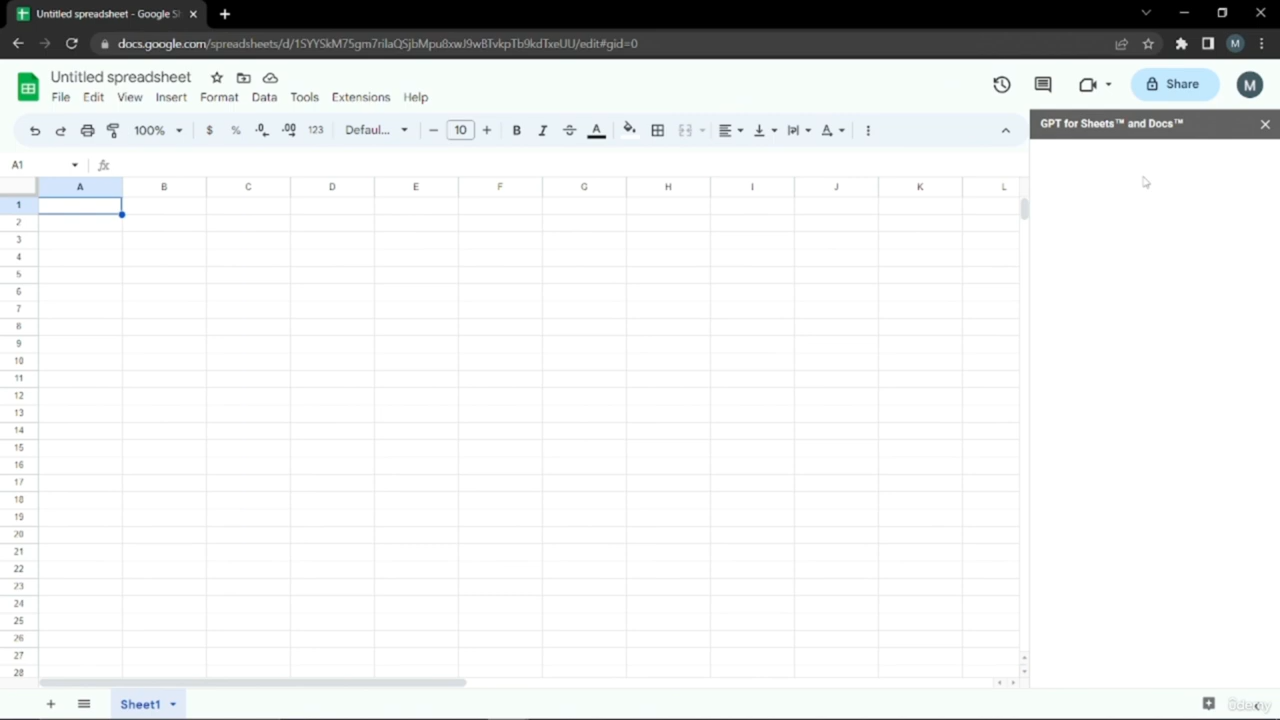 Untitled spreadsheet - Google S
docs.google.com/spreadsheets/d/1SYYSkM75gm7rilaQSjbMpu8xwJ9wBTvkpTb9kdTxeUU/edit#gid=0
M
Untitled spreadsheet
File Edit View Insert Format Data Tools Extensions Help
Share
M
100% $ % .0 .00 123 Defaul... − 10 + B I S A
GPT for Sheets™ and Docs™
A1 fx
A B C D E F G H I J K L
1
2
3
4
5
6
7
8
9
10
11
12
13
14
15
16
17
18
19
20
21
22
23
24
25
26
27
28
Sheet1
Udemy